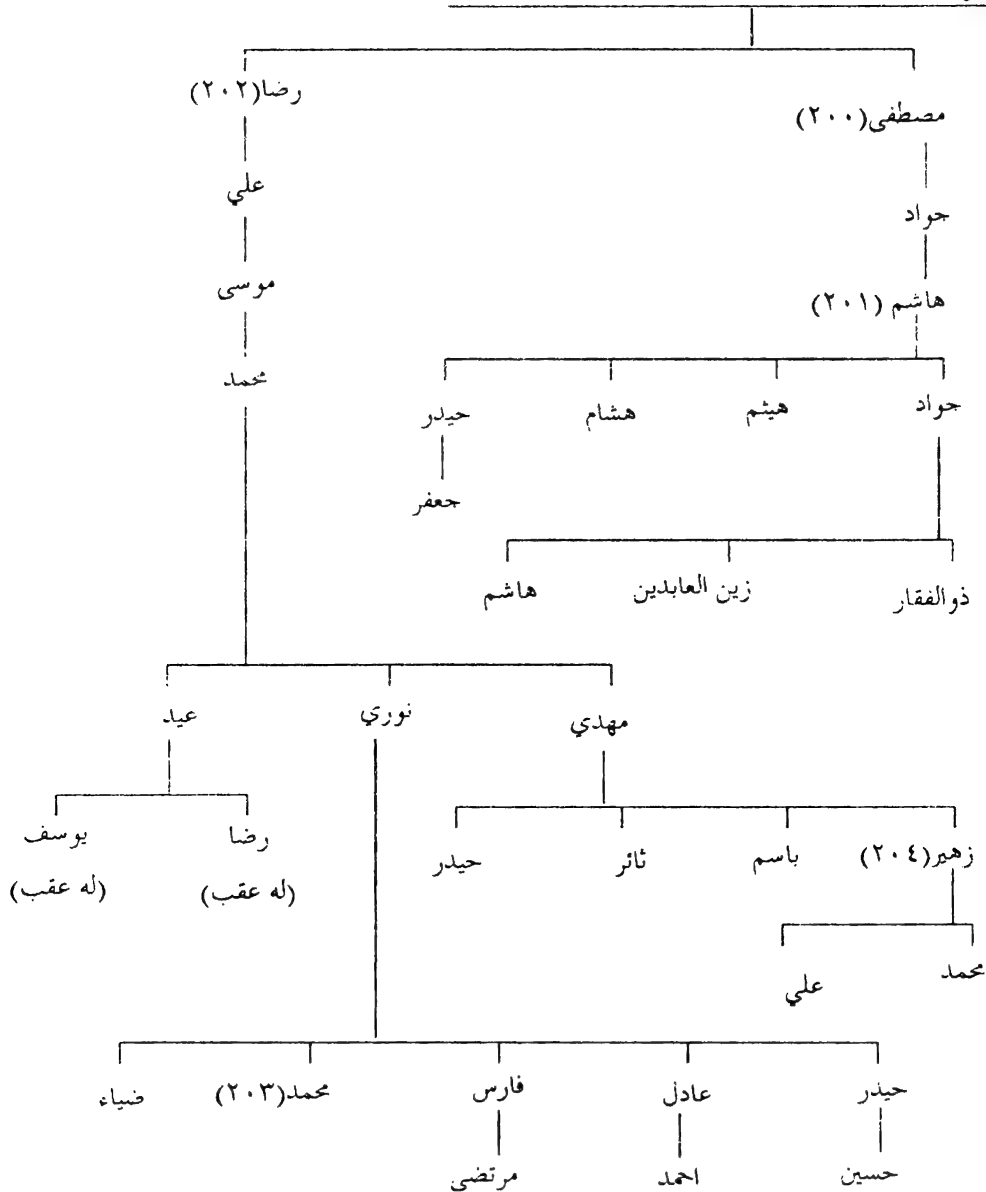 رضا(٢٠٢)
مصطفى(٢٠٠)
علي
جواد
موسى
هاشم (٢٠١)
محمد
جواد هيثم هشام حيدر
جعفر
ذوالفقار زين العابدين هاشم
مهدي نوري عيد
زهير(٢٠٤) باسم ثائر حيدر
رضا يوسف
(له عقب) (له عقب)
محمد علي
حيدر عادل فارس محمد(٢٠٣) ضياء
حسين احمد مرتضى